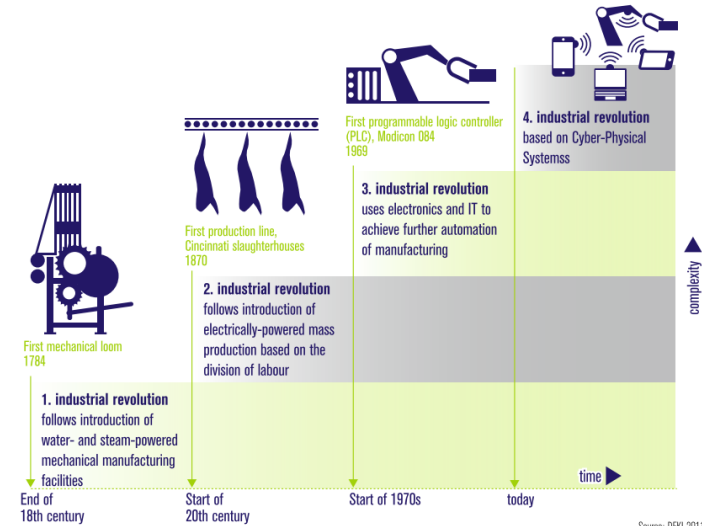 First mechanical loom
1784
1. industrial revolution
follows introduction of
water- and steam-powered
mechanical manufacturing
facilities
First production line,
Cincinnati slaughterhouses
1870
2. industrial revolution
follows introduction of
electrically-powered mass
production based on the
division of labour
First programmable logic controller
(PLC), Modicon 084
1969
3. industrial revolution
uses electronics and IT to
achieve further automation
of manufacturing
4. industrial revolution
based on Cyber-Physical
Systemss
complexity
time
End of
18th century
Start of
20th century
Start of 1970s
today
Source: DFKI